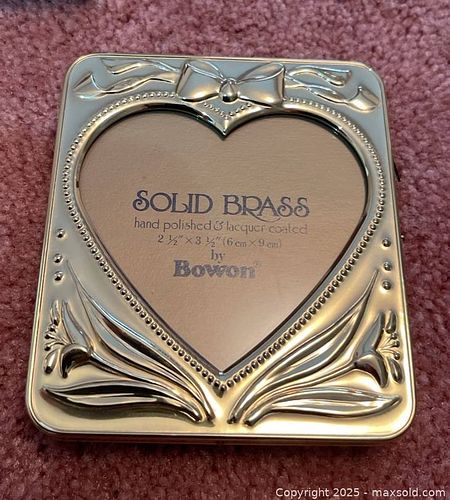 SOLID BRASS
hand polished & lacquer coated
2 ½" × 3 ½" (6 cm × 9 cm)
by
Bowon®
Copyright 2025 - maxsold.com